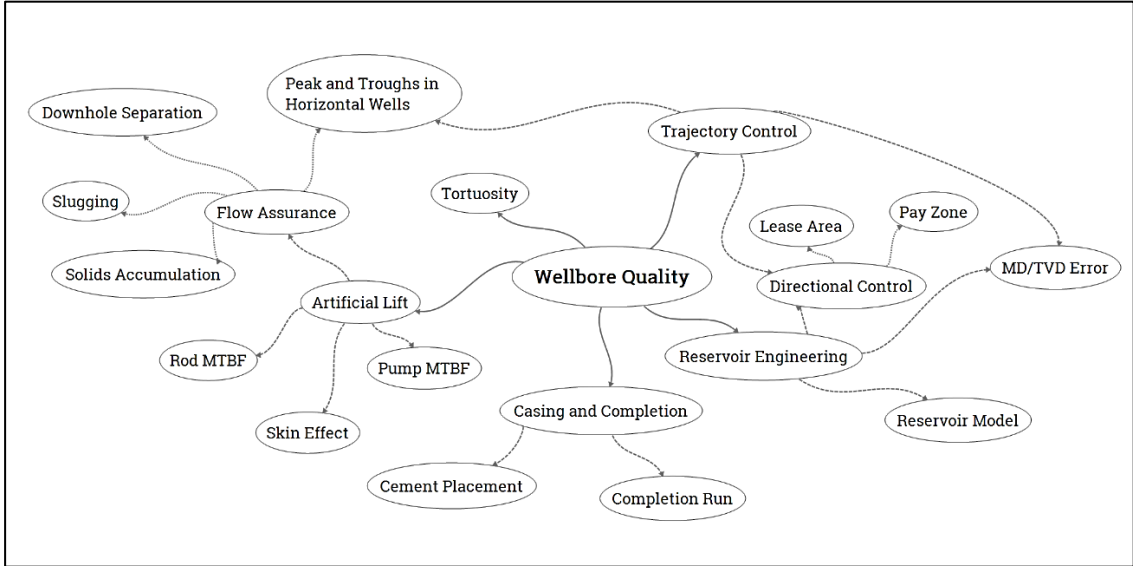 Peak and Troughs in
Horizontal Wells
Downhole Separation
Trajectory Control
Tortuosity
Slugging
Flow Assurance
Pay Zone
Lease Area
Solids Accumulation
Wellbore Quality
MD/TVD Error
Directional Control
Artificial Lift
Rod MTBF
Pump MTBF
Reservoir Engineering
Casing and Completion
Reservoir Model
Skin Effect
Cement Placement
Completion Run